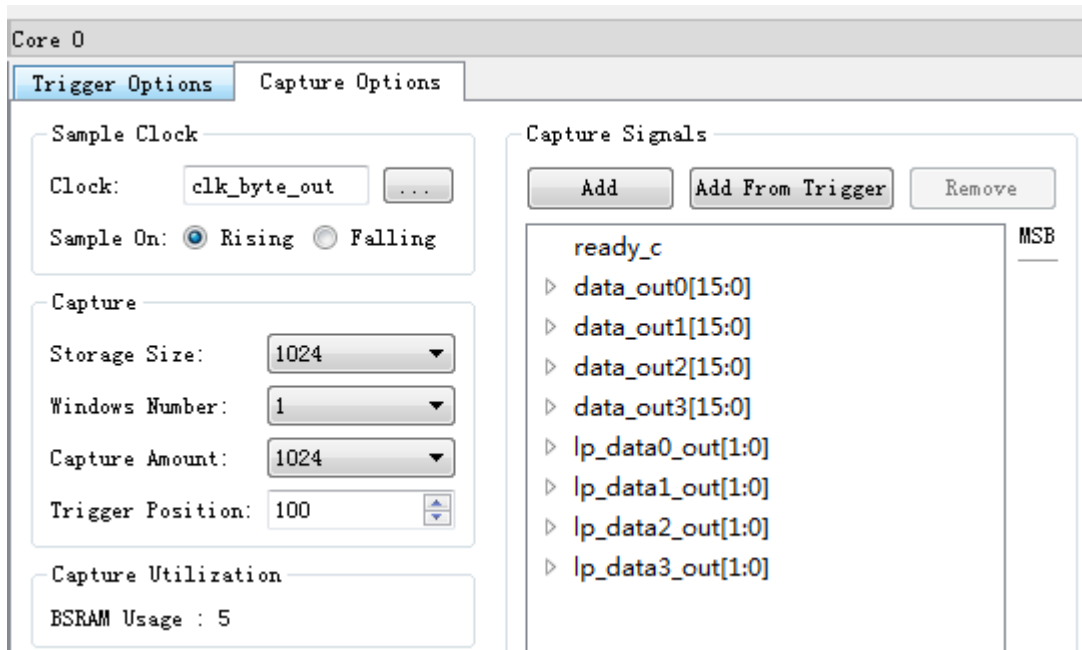 Core 0
Trigger Options Capture Options
Sample Clock
Clock: clk_byte_out ...
Sample On: Rising Falling
Capture
Storage Size: 1024
Windows Number: 1
Capture Amount: 1024
Trigger Position: 100
Capture Utilization
BSRAM Usage : 5
Capture Signals
Add Add From Trigger Remove
MSB
ready_c
data_out0[15:0]
data_out1[15:0]
data_out2[15:0]
data_out3[15:0]
lp_data0_out[1:0]
lp_data1_out[1:0]
lp_data2_out[1:0]
lp_data3_out[1:0]